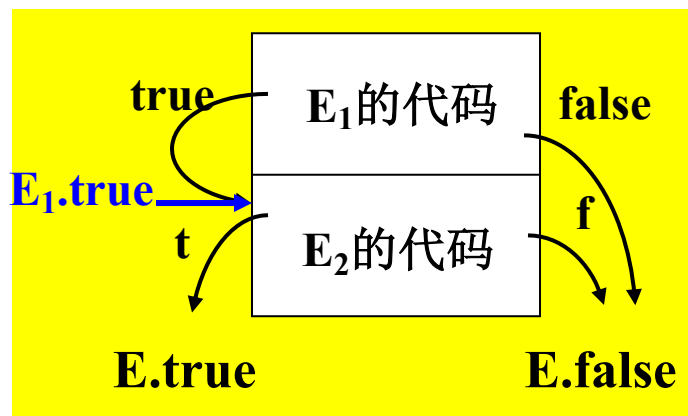 true
E₁的代码
false
E₁.true
t
E₂的代码
f
E.true
E.false